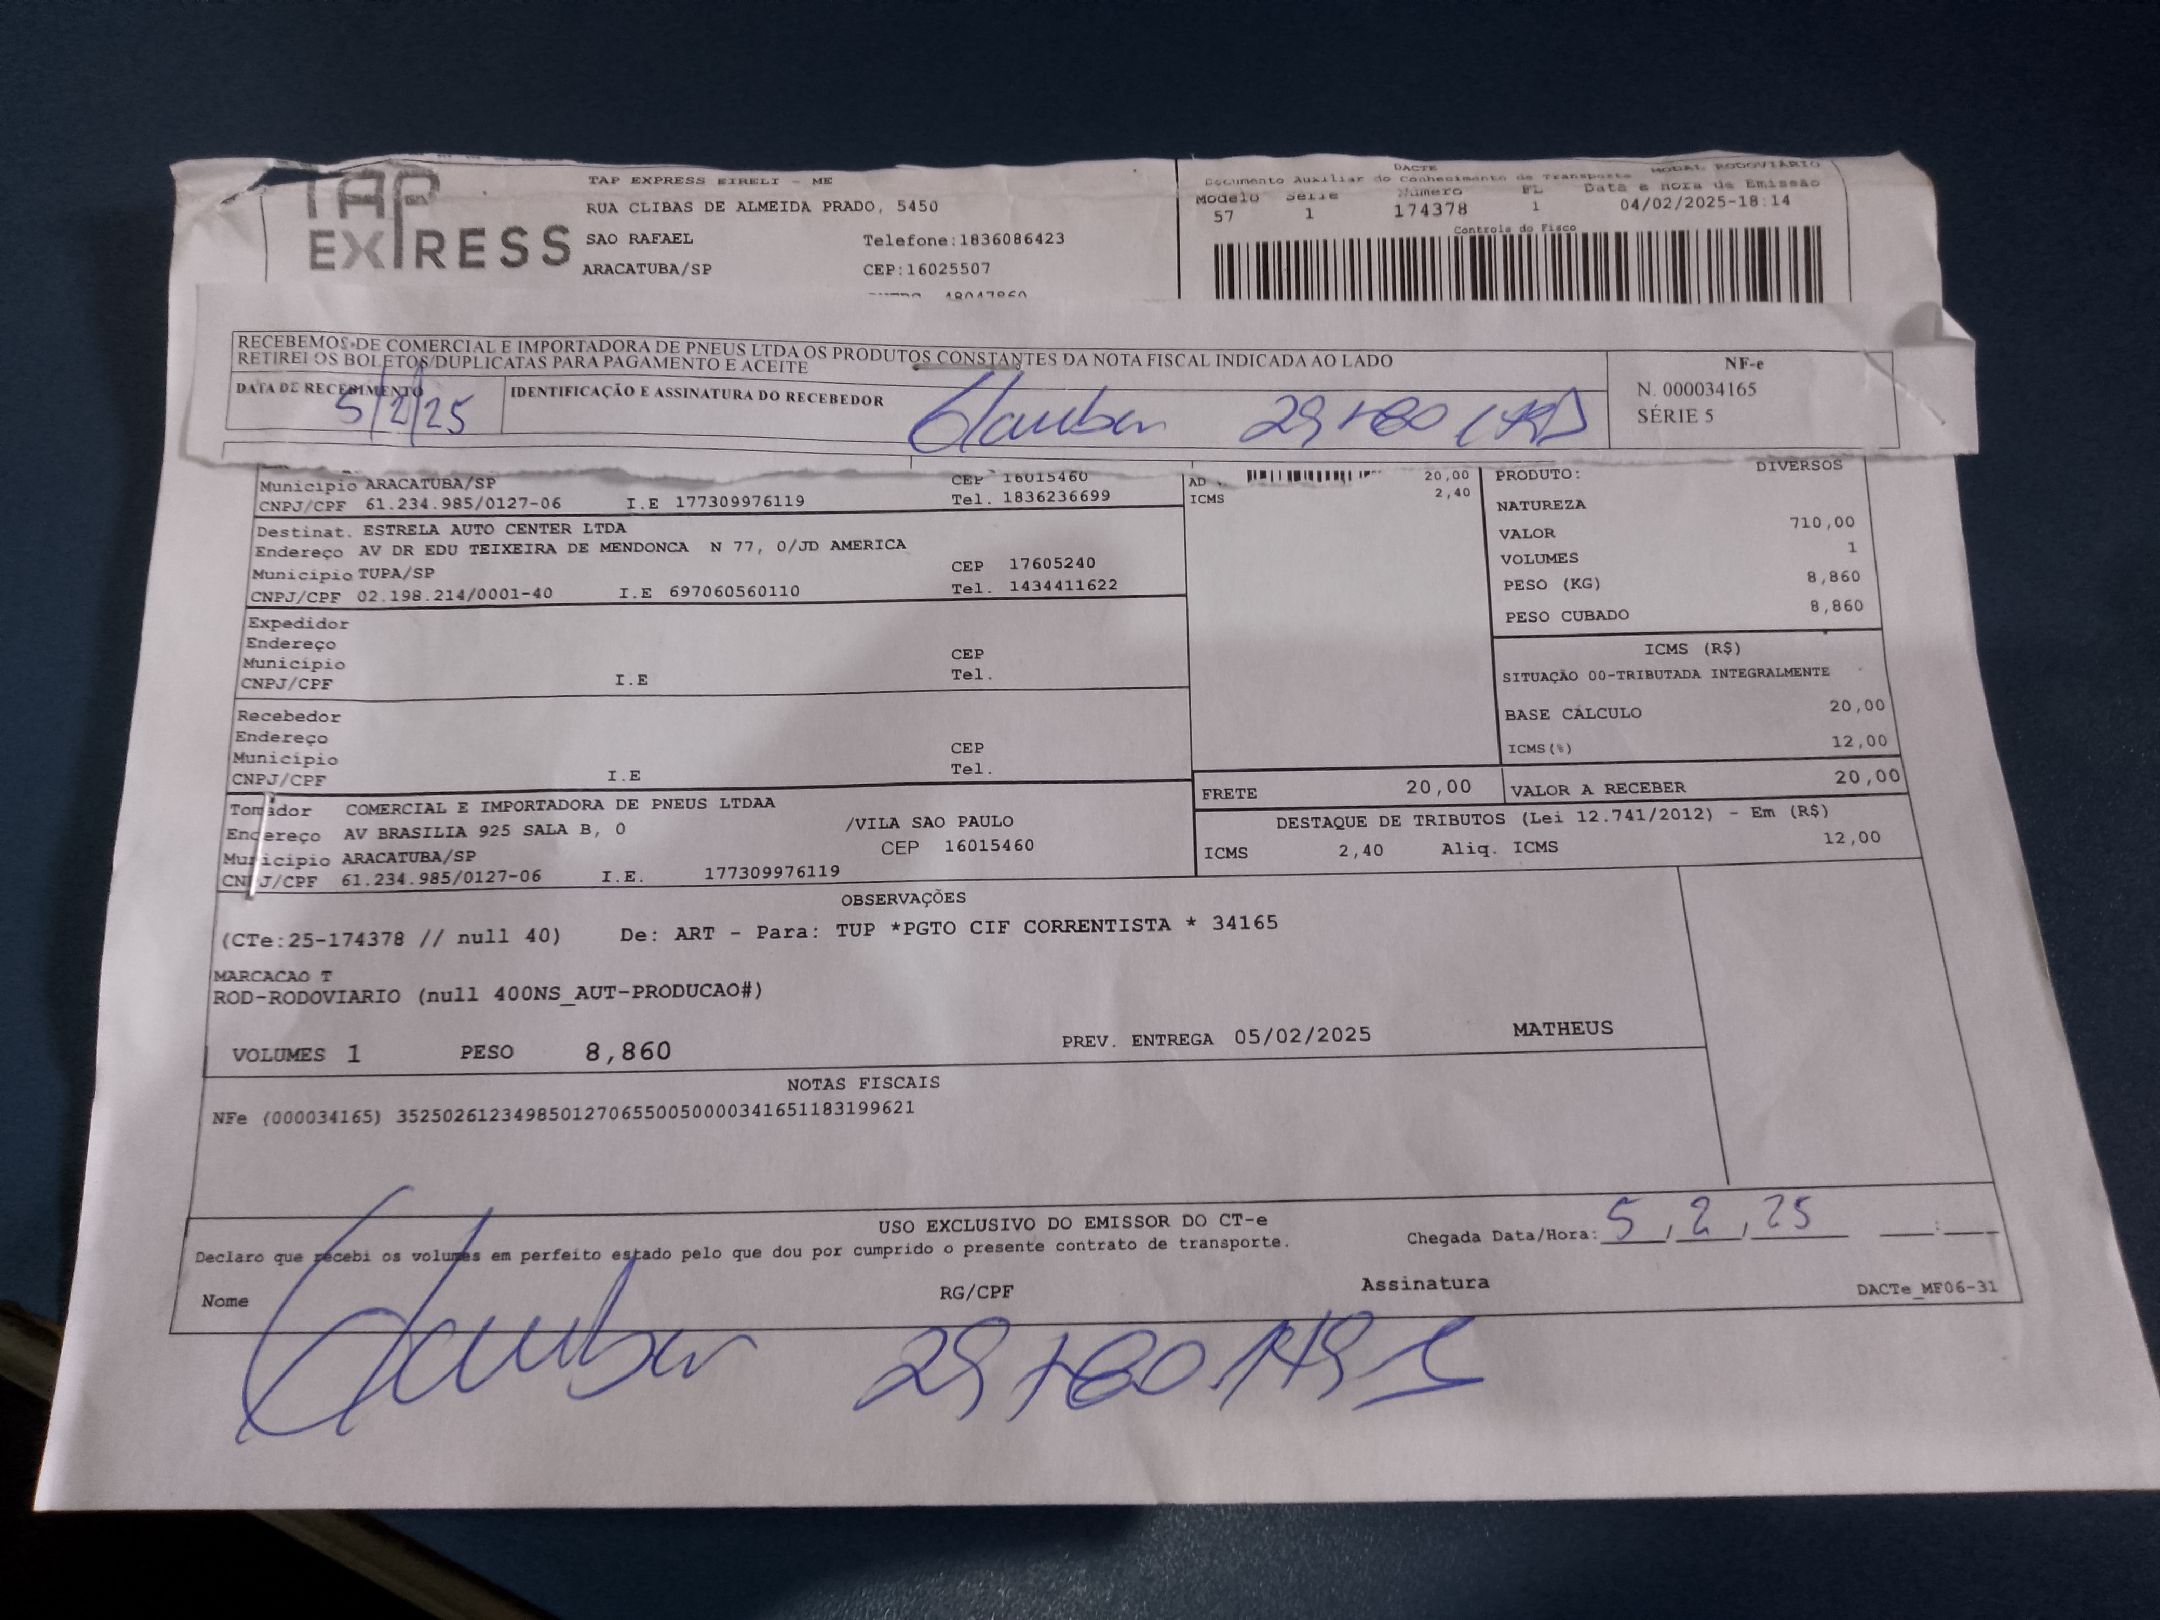 TAP EXPRESS
TAP EXPRESS EIRELI - ME
RUA CLIBAS DE ALMEIDA PRADO, 5450
SAO RAFAEL Telefone:1836086423
ARACATUBA/SP CEP:16025507
DACTE MODAL RODOVIÁRIO
Documento Auxiliar do Conhecimento de Transporte
Modelo Série Número FL Data e Hora de Emissão
57 1 174378 1 04/02/2025-18:14
Controle do Fisco
RECEBEMOS DE COMERCIAL E IMPORTADORA DE PNEUS LTDA OS PRODUTOS CONSTANTES DA NOTA FISCAL INDICADA AO LADO
RETIREI OS BOLETOS/DUPLICATAS PARA PAGAMENTO E ACEITE
DATA DE RECEBIMENTO IDENTIFICAÇÃO E ASSINATURA DO RECEBEDOR
5/2/25 Glauber
NF-e
N. 000034165
SÉRIE 5
Município ARACATUBA/SP CEP 16015460
CNPJ/CPF 61.234.985/0127-06 I.E 177309976119 Tel. 1836236699
Destinat. ESTRELA AUTO CENTER LTDA
Endereço AV DR EDU TEIXEIRA DE MENDONCA N 77, 0/JD AMERICA
Município TUPA/SP CEP 17605240
CNPJ/CPF 02.198.214/0001-40 I.E 697060560110 Tel. 1434411622
Expedidor
Endereço
Município CEP
CNPJ/CPF I.E Tel.
Recebedor
Endereço
Município CEP
CNPJ/CPF I.E Tel.
Tomador COMERCIAL E IMPORTADORA DE PNEUS LTDAA
Endereço AV BRASILIA 925 SALA B, 0 /VILA SAO PAULO
Município ARACATUBA/SP CEP 16015460
CNPJ/CPF 61.234.985/0127-06 I.E. 177309976119
AD 20,00
ICMS 2,40
PRODUTO: DIVERSOS
NATUREZA
VALOR 710,00
VOLUMES 1
PESO (KG) 8,860
PESO CUBADO 8,860
ICMS (R$)
SITUAÇÃO 00-TRIBUTADA INTEGRALMENTE
BASE CÁLCULO 20,00
ICMS(%) 12,00
FRETE 20,00 VALOR A RECEBER 20,00
DESTAQUE DE TRIBUTOS (Lei 12.741/2012) - Em (R$)
ICMS 2,40 Aliq. ICMS 12,00
OBSERVAÇÕES
(CTe:25-174378 // null 40) De: ART - Para: TUP *PGTO CIF CORRENTISTA * 34165
MARCACAO T
ROD-RODOVIARIO (null 400NS_AUT-PRODUCAO#)
VOLUMES 1 PESO 8,860 PREV. ENTREGA 05/02/2025 MATHEUS
NOTAS FISCAIS
NFe (000034165) 35250261234985012706550050000341651183199621
USO EXCLUSIVO DO EMISSOR DO CT-e
Declaro que recebi os volumes em perfeito estado pelo que dou por cumprido o presente contrato de transporte.
Chegada Data/Hora: 5 / 2 / 25 :
Nome RG/CPF Assinatura DACTe_MF06-31
Glauber